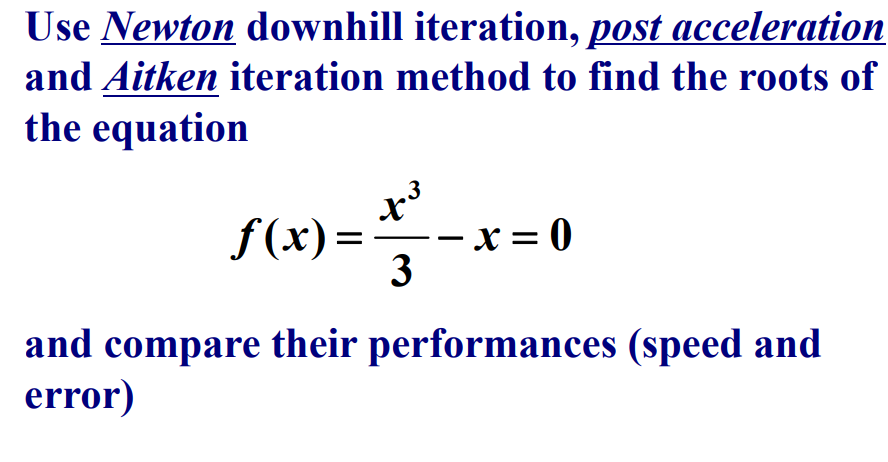 Use Newton downhill iteration, post acceleration
and Aitken iteration method to find the roots of
the equation
f(x) = x³/3 − x = 0
and compare their performances (speed and
error)